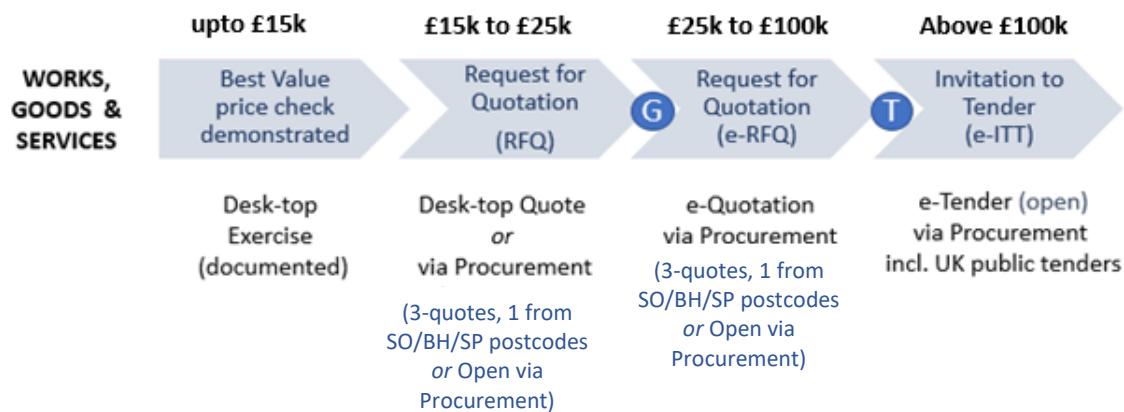 upto £15k
£15k to £25k
£25k to £100k
Above £100k
WORKS,
GOODS &
SERVICES
Best Value
price check
demonstrated
Request for
Quotation
(RFQ)
G
Request for
Quotation
(e-RFQ)
T
Invitation to
Tender
(e-ITT)
Desk-top
Exercise
(documented)
Desk-top Quote
or
via Procurement
(3-quotes, 1 from
SO/BH/SP postcodes
or Open via
Procurement)
e-Quotation
via Procurement
(3-quotes, 1 from
SO/BH/SP postcodes
or Open via
Procurement)
e-Tender (open)
via Procurement
incl. UK public tenders